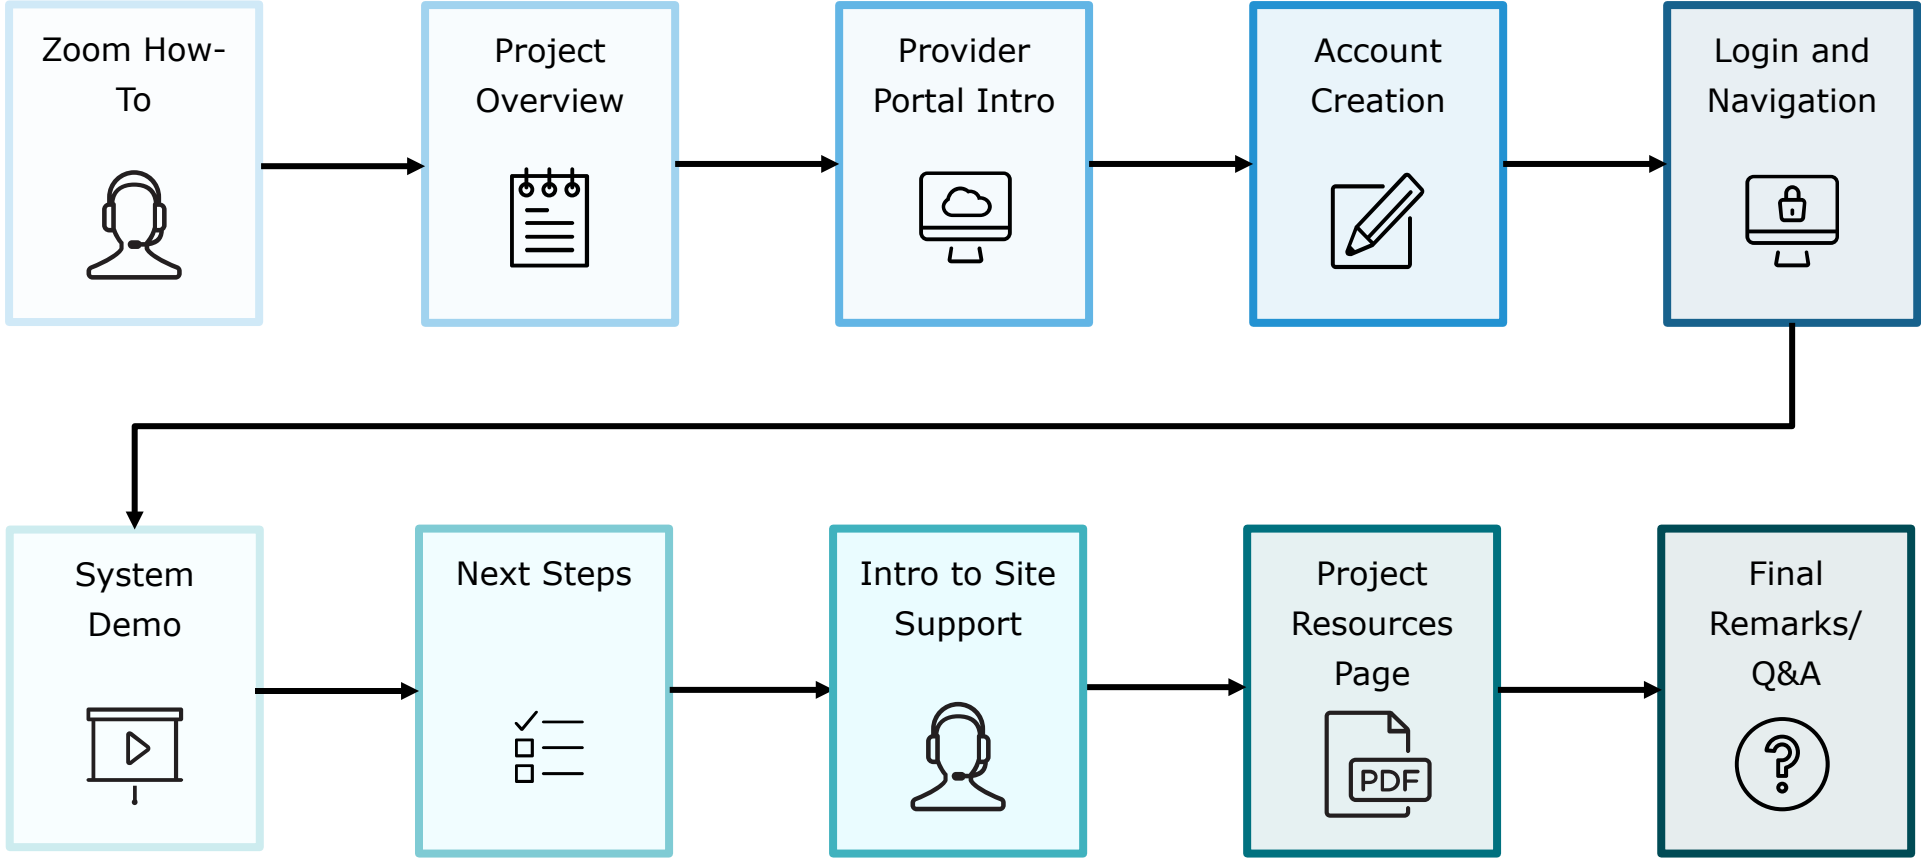 Zoom How-
To
Project
Overview
Provider
Portal Intro
Account
Creation
Login and
Navigation
System
Demo
Next Steps
Intro to Site
Support
Project
Resources
Page
PDF
Final
Remarks/
Q&A
?